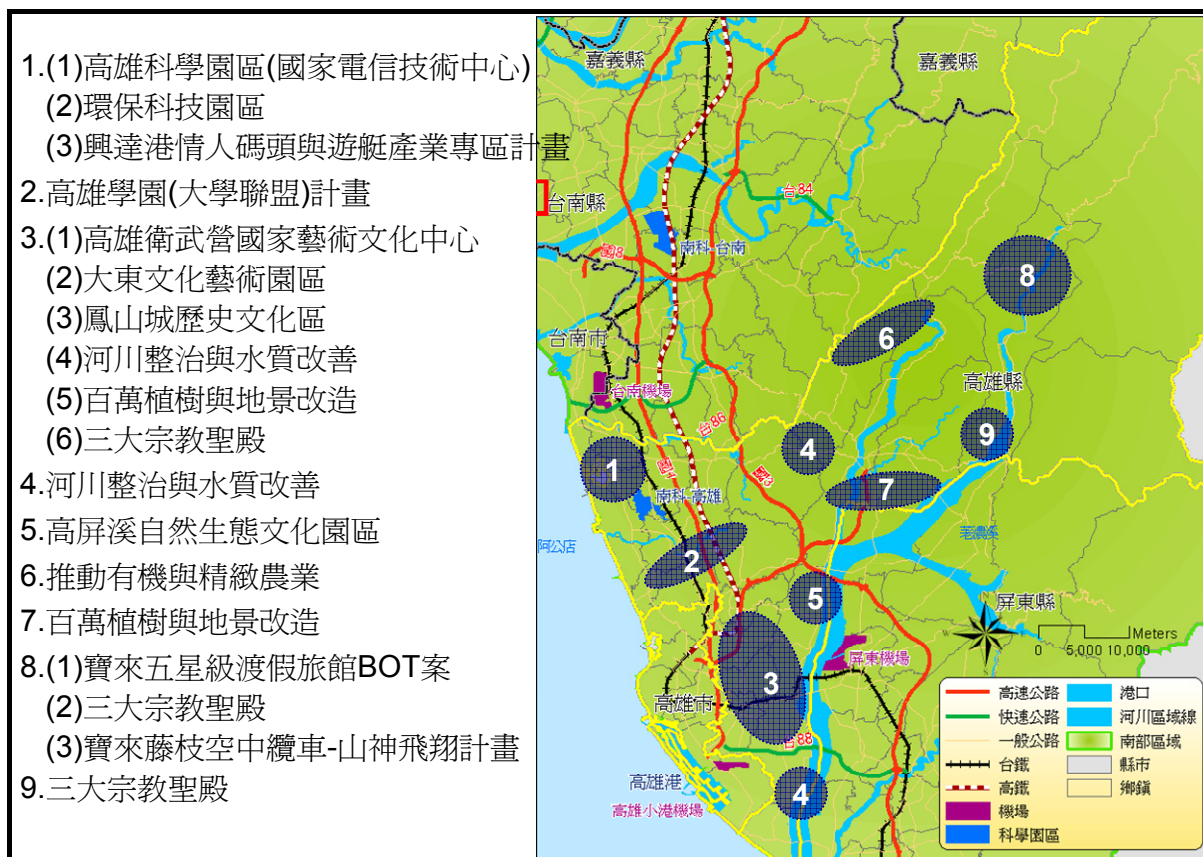 1.(1)高雄科學園區(國家電信技術中心)
(2)環保科技園區
(3)興達港情人碼頭與遊艇產業專區計畫
2.高雄學園(大學聯盟)計畫
3.(1)高雄衛武營國家藝術文化中心
(2)大東文化藝術園區
(3)鳳山城歷史文化區
(4)河川整治與水質改善
(5)百萬植樹與地景改造
(6)三大宗教聖殿
4.河川整治與水質改善
5.高屏溪自然生態文化園區
6.推動有機與精緻農業
7.百萬植樹與地景改造
8.(1)寶來五星級渡假旅館BOT案
(2)三大宗教聖殿
(3)寶來藤枝空中纜車-山神飛翔計畫
9.三大宗教聖殿
嘉義縣
嘉義縣
台84
台南縣
南科-台南
國8
8
6
台南市
高雄縣
台南機場
台86
9
4
1
國1
國3
7
南科-高雄
阿公店
2
老濃溪
5
屏東縣
W
Meters
0 5,000 10,000
屏東機場
3
高雄市
台88
高雄港
4
高雄小港機場
高速公路
快速公路
一般公路
台鐵
高鐵
機場
科學園區
港口
河川區域線
南部區域
縣市
鄉鎮